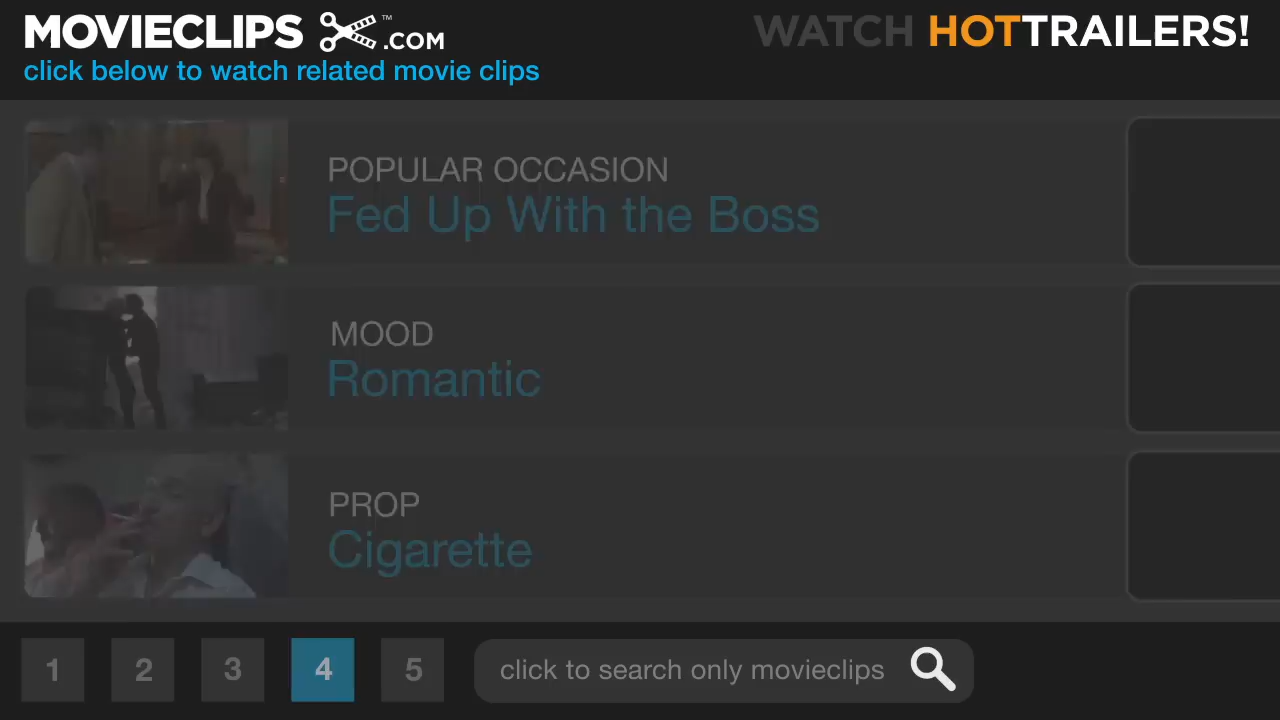 MOVIECLIPS .COM™
WATCH HOTTRAILERS!
click below to watch related movie clips
POPULAR OCCASION
Fed Up With the Boss
MOOD
Romantic
PROP
Cigarette
1 2 3 4 5
click to search only movieclips